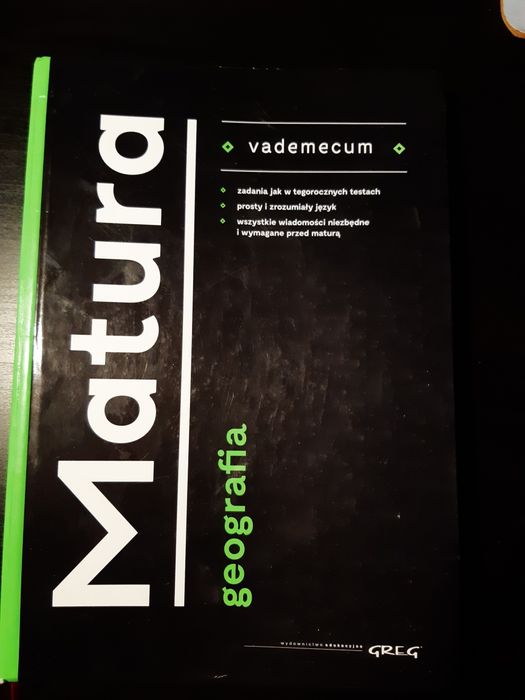 Matura
vademecum
zadania jak w tegorocznych testach
prosty i zrozumiały język
wszystkie wiadomości niezbędne
i wymagane przed maturą
geografia
wydawnictwo edukacyjne
GREG